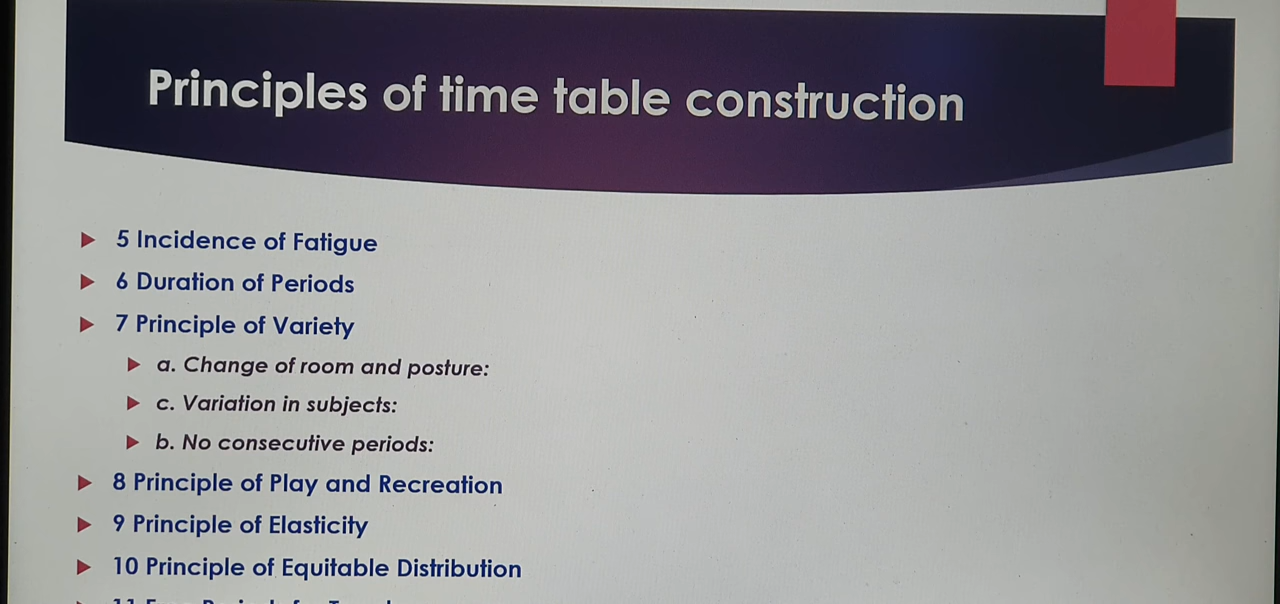 Principles of time table construction
5 Incidence of Fatigue
6 Duration of Periods
7 Principle of Variety
a. Change of room and posture:
c. Variation in subjects:
b. No consecutive periods:
8 Principle of Play and Recreation
9 Principle of Elasticity
10 Principle of Equitable Distribution